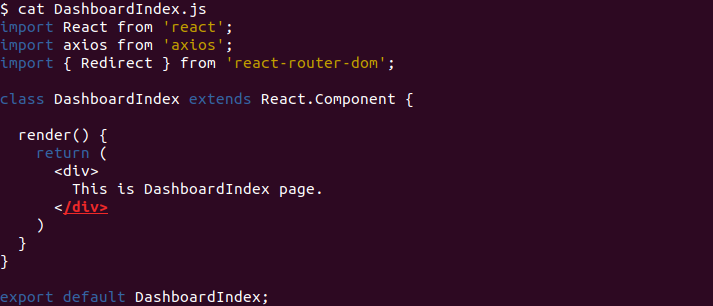 $ cat DashboardIndex.js
import React from 'react';
import axios from 'axios';
import { Redirect } from 'react-router-dom';

class DashboardIndex extends React.Component {

  render() {
    return (
      <div>
        This is DashboardIndex page.
      </div>
    )
  }
}

export default DashboardIndex;